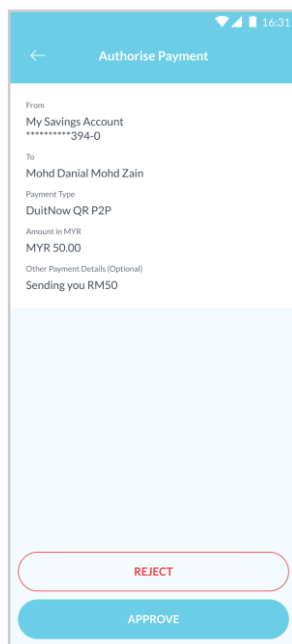 16:31
Authorise Payment
From
My Savings Account
**********394-0
To
Mohd Danial Mohd Zain
Payment Type
DuitNow QR P2P
Amount in MYR
MYR 50.00
Other Payment Details (Optional)
Sending you RM50
REJECT
APPROVE